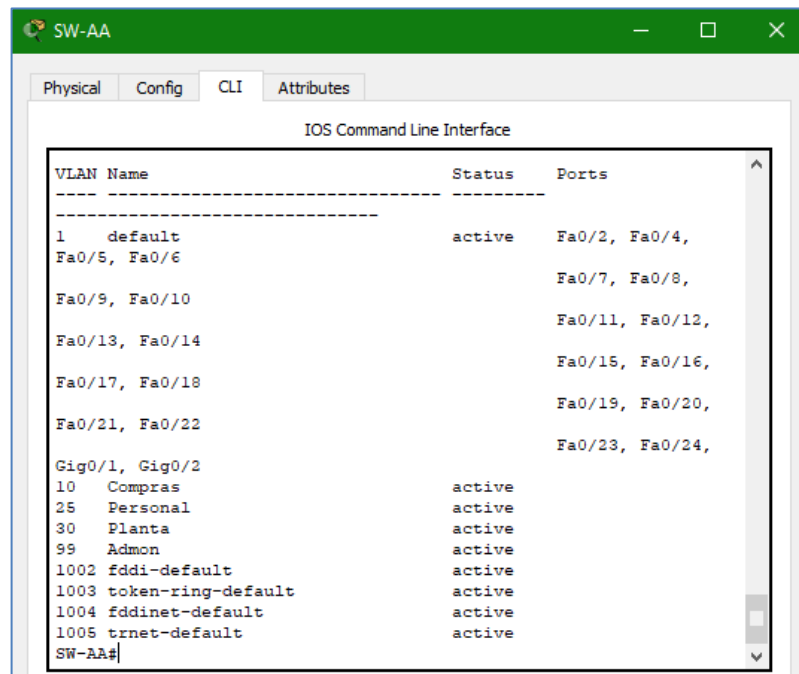 SW-AA
Physical Config CLI Attributes
IOS Command Line Interface
VLAN Name Status Ports
---- -------------------------------- ---------
-------------------------------
1 default active Fa0/2, Fa0/4,
Fa0/5, Fa0/6
Fa0/7, Fa0/8,
Fa0/9, Fa0/10
Fa0/11, Fa0/12,
Fa0/13, Fa0/14
Fa0/15, Fa0/16,
Fa0/17, Fa0/18
Fa0/19, Fa0/20,
Fa0/21, Fa0/22
Fa0/23, Fa0/24,
Gig0/1, Gig0/2
10 Compras active
25 Personal active
30 Planta active
99 Admon active
1002 fddi-default active
1003 token-ring-default active
1004 fddinet-default active
1005 trnet-default active
SW-AA#